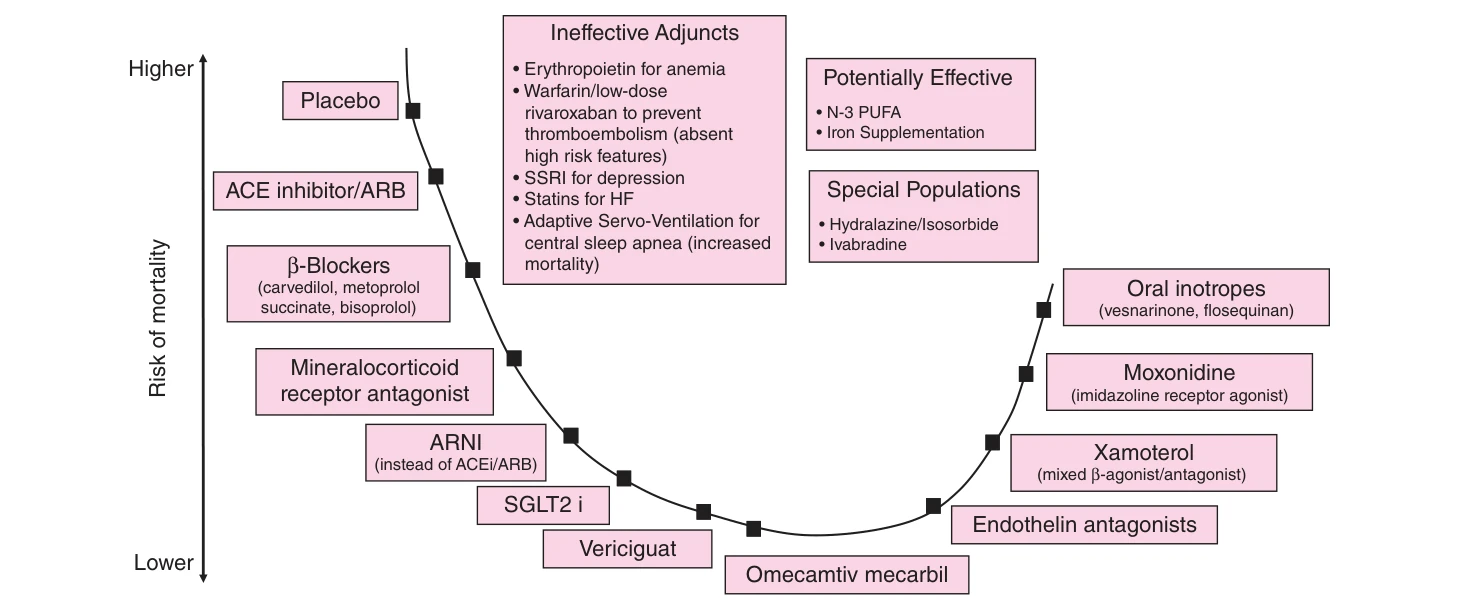 Higher
Risk of mortality
Lower
Placebo
ACE inhibitor/ARB
β-Blockers
(carvedilol, metoprolol
succinate, bisoprolol)
Mineralocorticoid
receptor antagonist
ARNI
(instead of ACEi/ARB)
SGLT2 i
Vericiguat
Omecamtiv mecarbil
Ineffective Adjuncts
• Erythropoietin for anemia
• Warfarin/low-dose
rivaroxaban to prevent
thromboembolism (absent
high risk features)
• SSRI for depression
• Statins for HF
• Adaptive Servo-Ventilation for
central sleep apnea (increased
mortality)
Potentially Effective
• N-3 PUFA
• Iron Supplementation
Special Populations
• Hydralazine/Isosorbide
• Ivabradine
Oral inotropes
(vesnarinone, flosequinan)
Moxonidine
(imidazoline receptor agonist)
Xamoterol
(mixed β-agonist/antagonist)
Endothelin antagonists